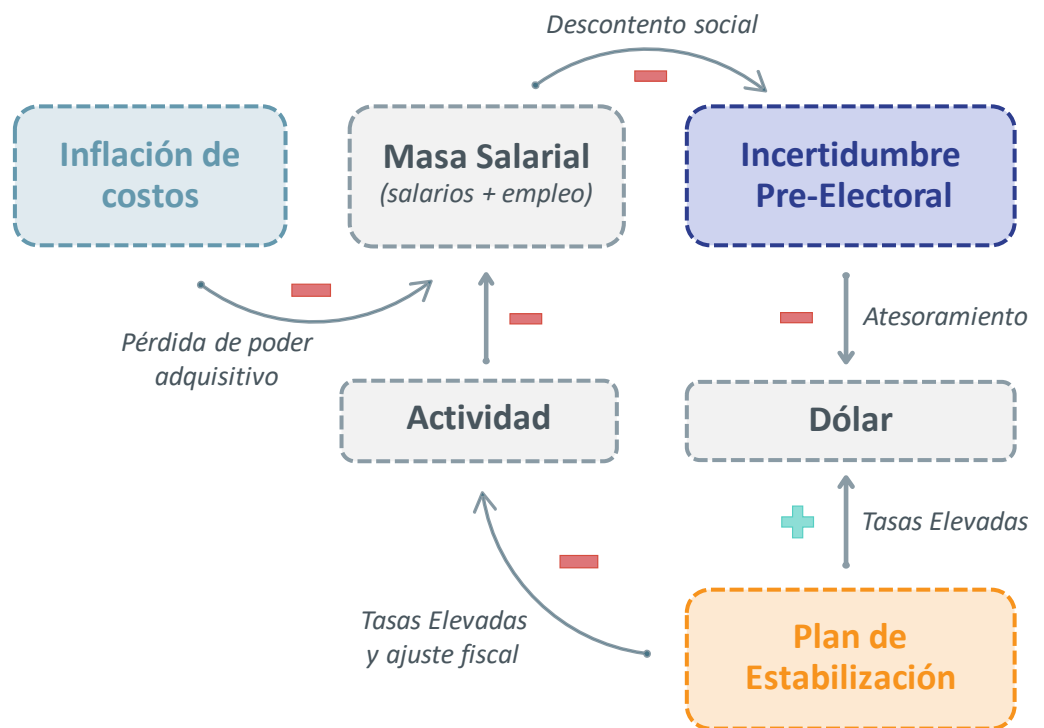 Descontento social
Inflación de
costos
Masa Salarial
(salarios + empleo)
Incertidumbre
Pre-Electoral
Pérdida de poder
adquisitivo
Atesoramiento
Actividad
Dólar
Tasas Elevadas
Tasas Elevadas
y ajuste fiscal
Plan de
Estabilización